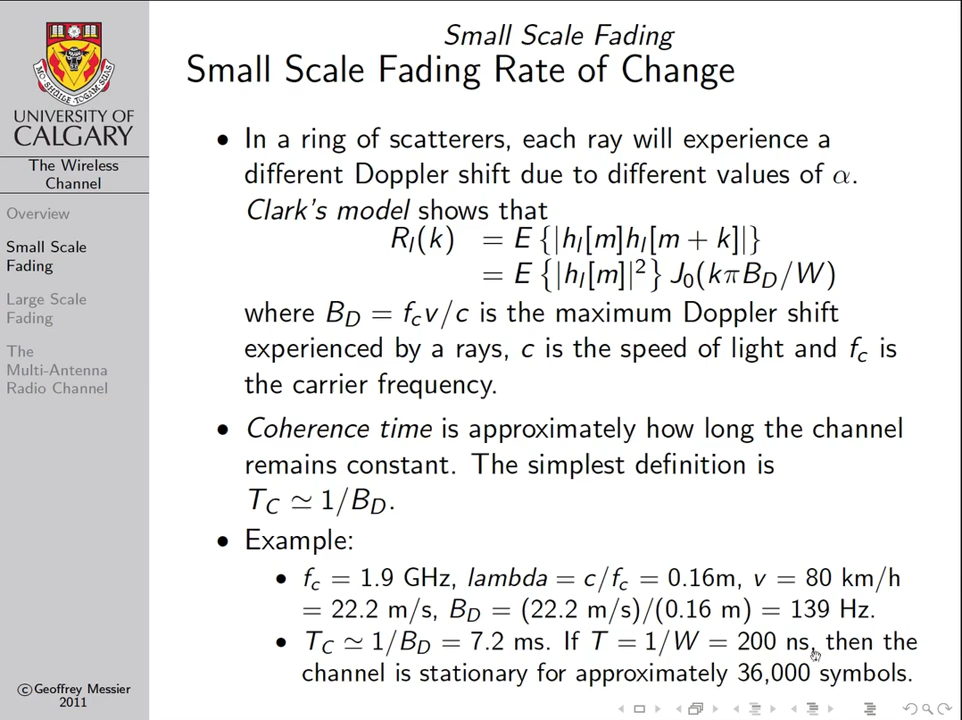 Small Scale Fading
Small Scale Fading Rate of Change
UNIVERSITY OF
CALGARY
The Wireless
Channel
Overview
Small Scale
Fading
Large Scale
Fading
The
Multi-Antenna
Radio Channel
© Geoffrey Messier
2011
• In a ring of scatterers, each ray will experience a
different Doppler shift due to different values of α.
Clark's model shows that
R_l(k) = E {|h_l[m]h_l[m + k]|}
= E {|h_l[m]|²} J₀(kπB_D/W)
where B_D = f_c v/c is the maximum Doppler shift
experienced by a rays, c is the speed of light and f_c is
the carrier frequency.
• Coherence time is approximately how long the channel
remains constant. The simplest definition is
T_C ≃ 1/B_D.
• Example:
• f_c = 1.9 GHz, lambda = c/f_c = 0.16m, v = 80 km/h
= 22.2 m/s, B_D = (22.2 m/s)/(0.16 m) = 139 Hz.
• T_C ≃ 1/B_D = 7.2 ms. If T = 1/W = 200 ns, then the
channel is stationary for approximately 36,000 symbols.